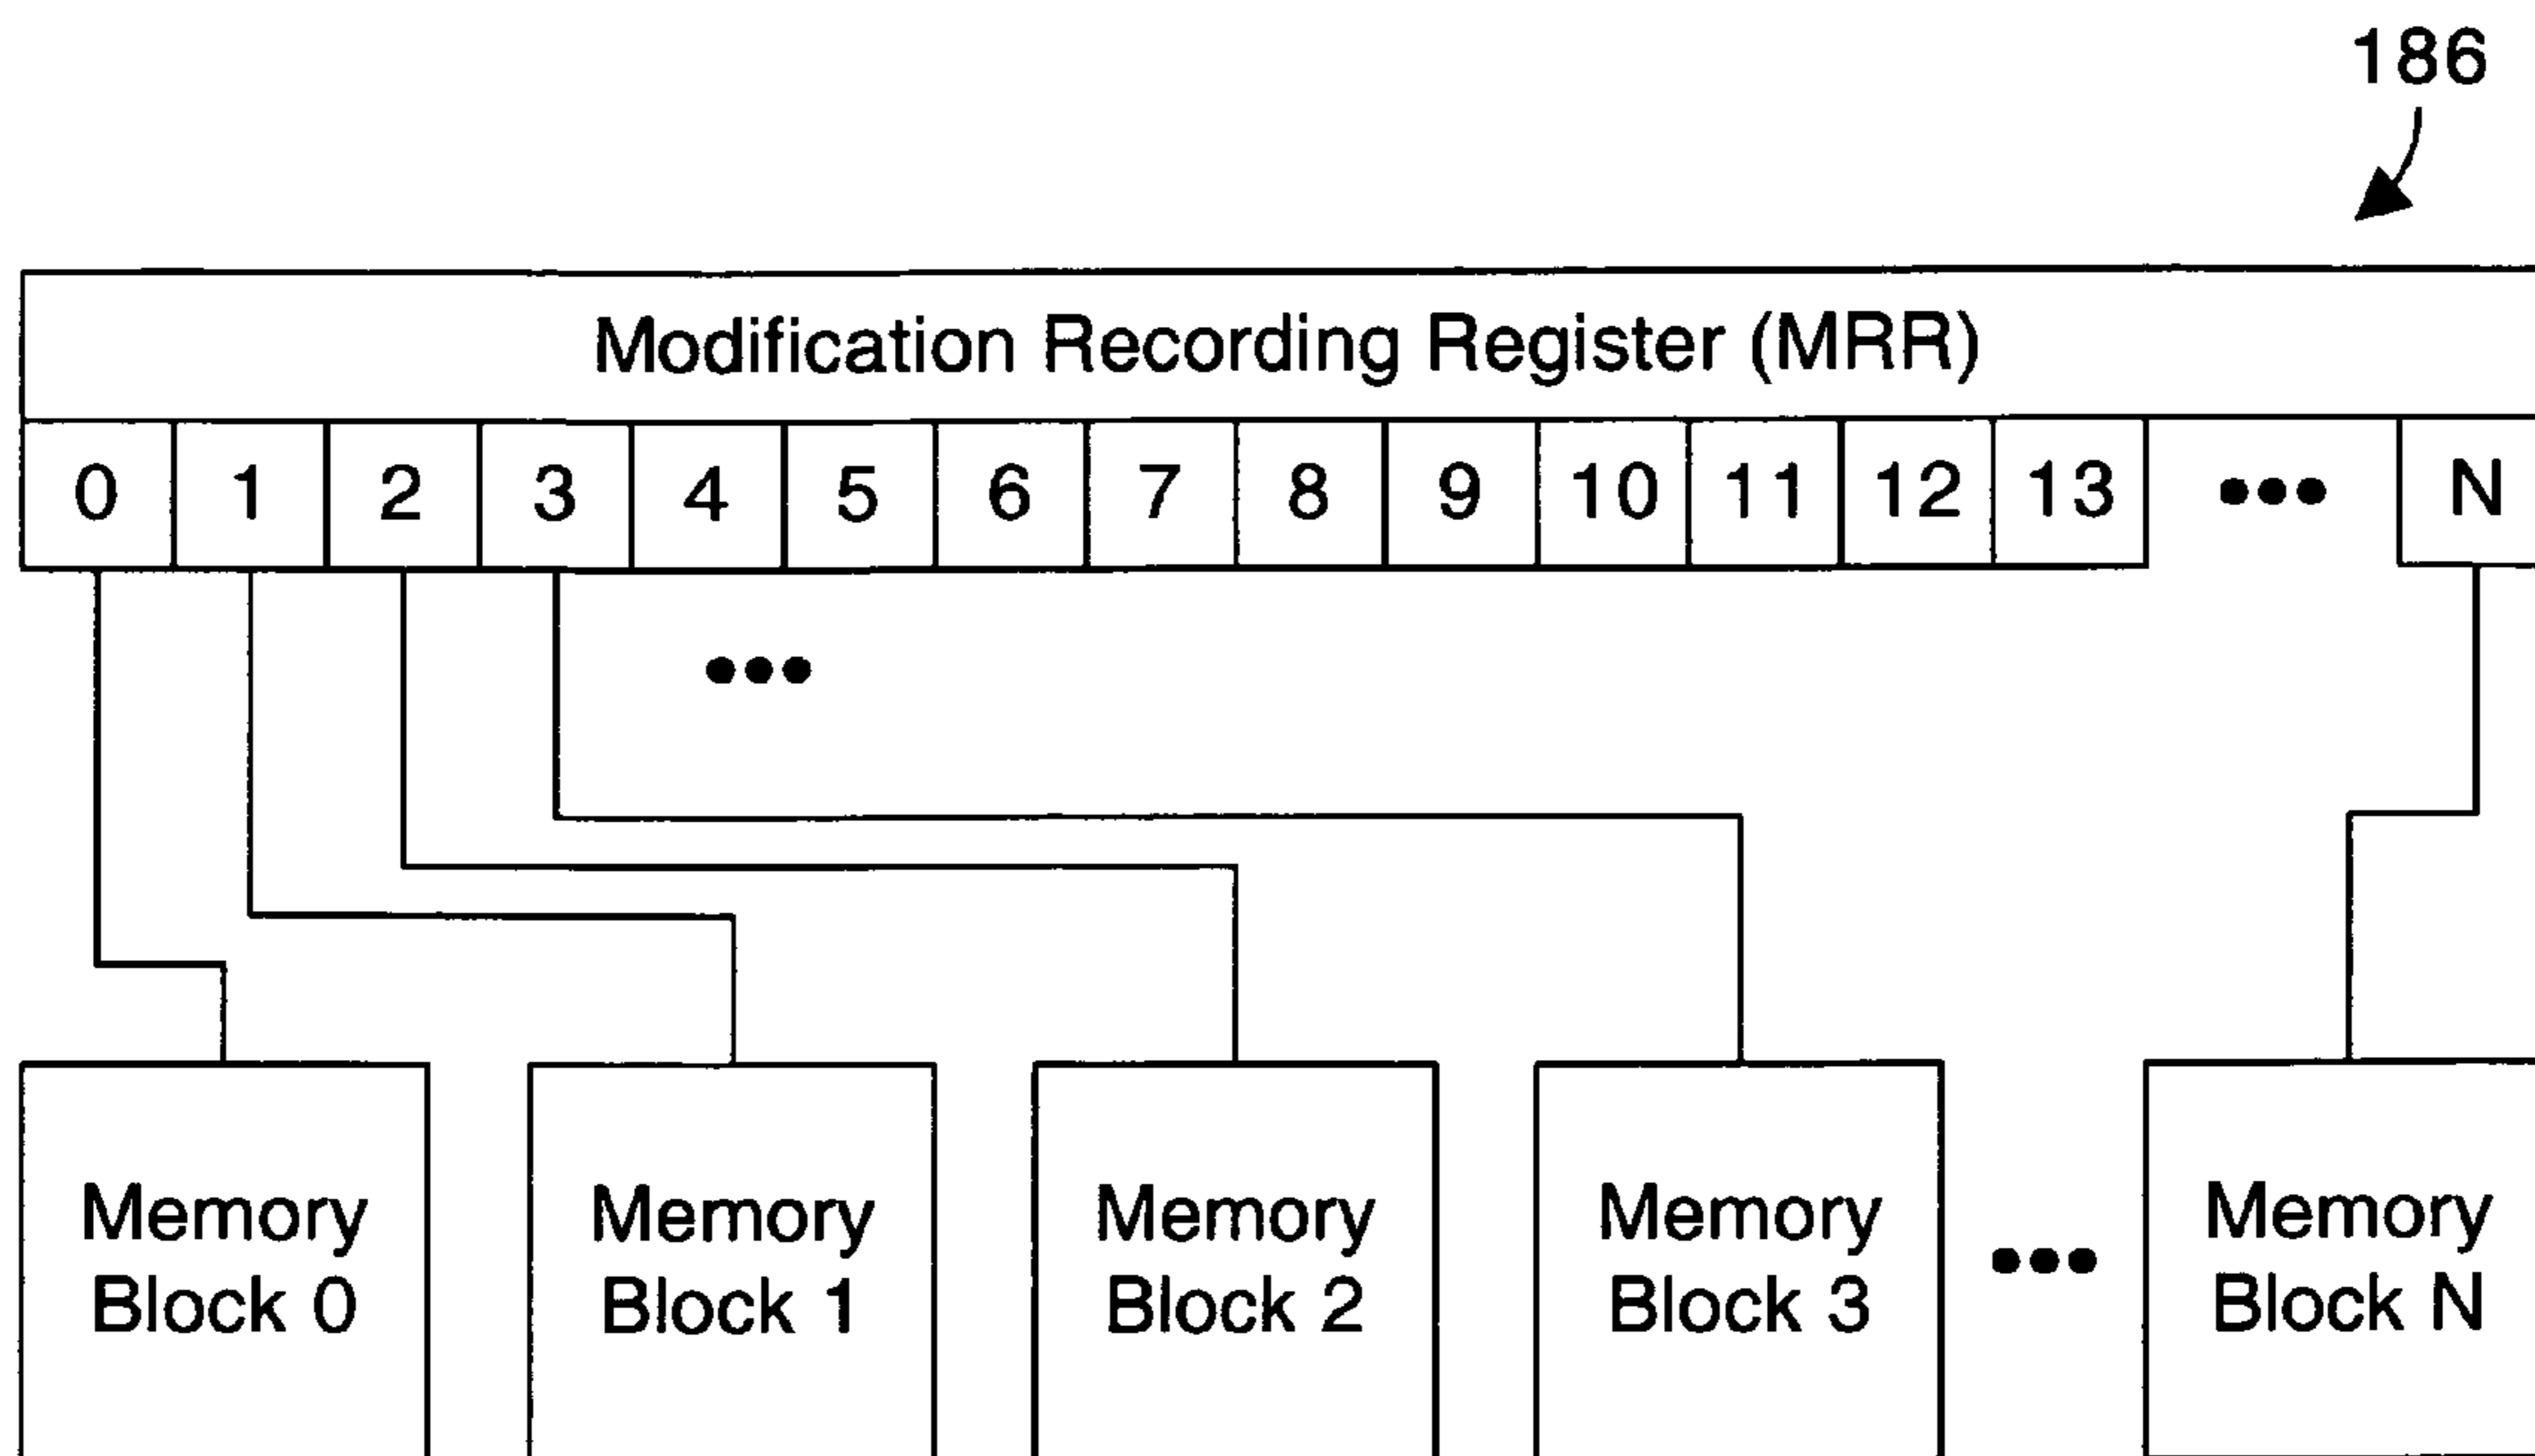 186
Modification Recording Register (MRR)
0 1 2 3 4 5 6 7 8 9 10 11 12 13 ••• N
•••
Memory Memory Memory Memory Memory
Block 0 Block 1 Block 2 Block 3 ••• Block N